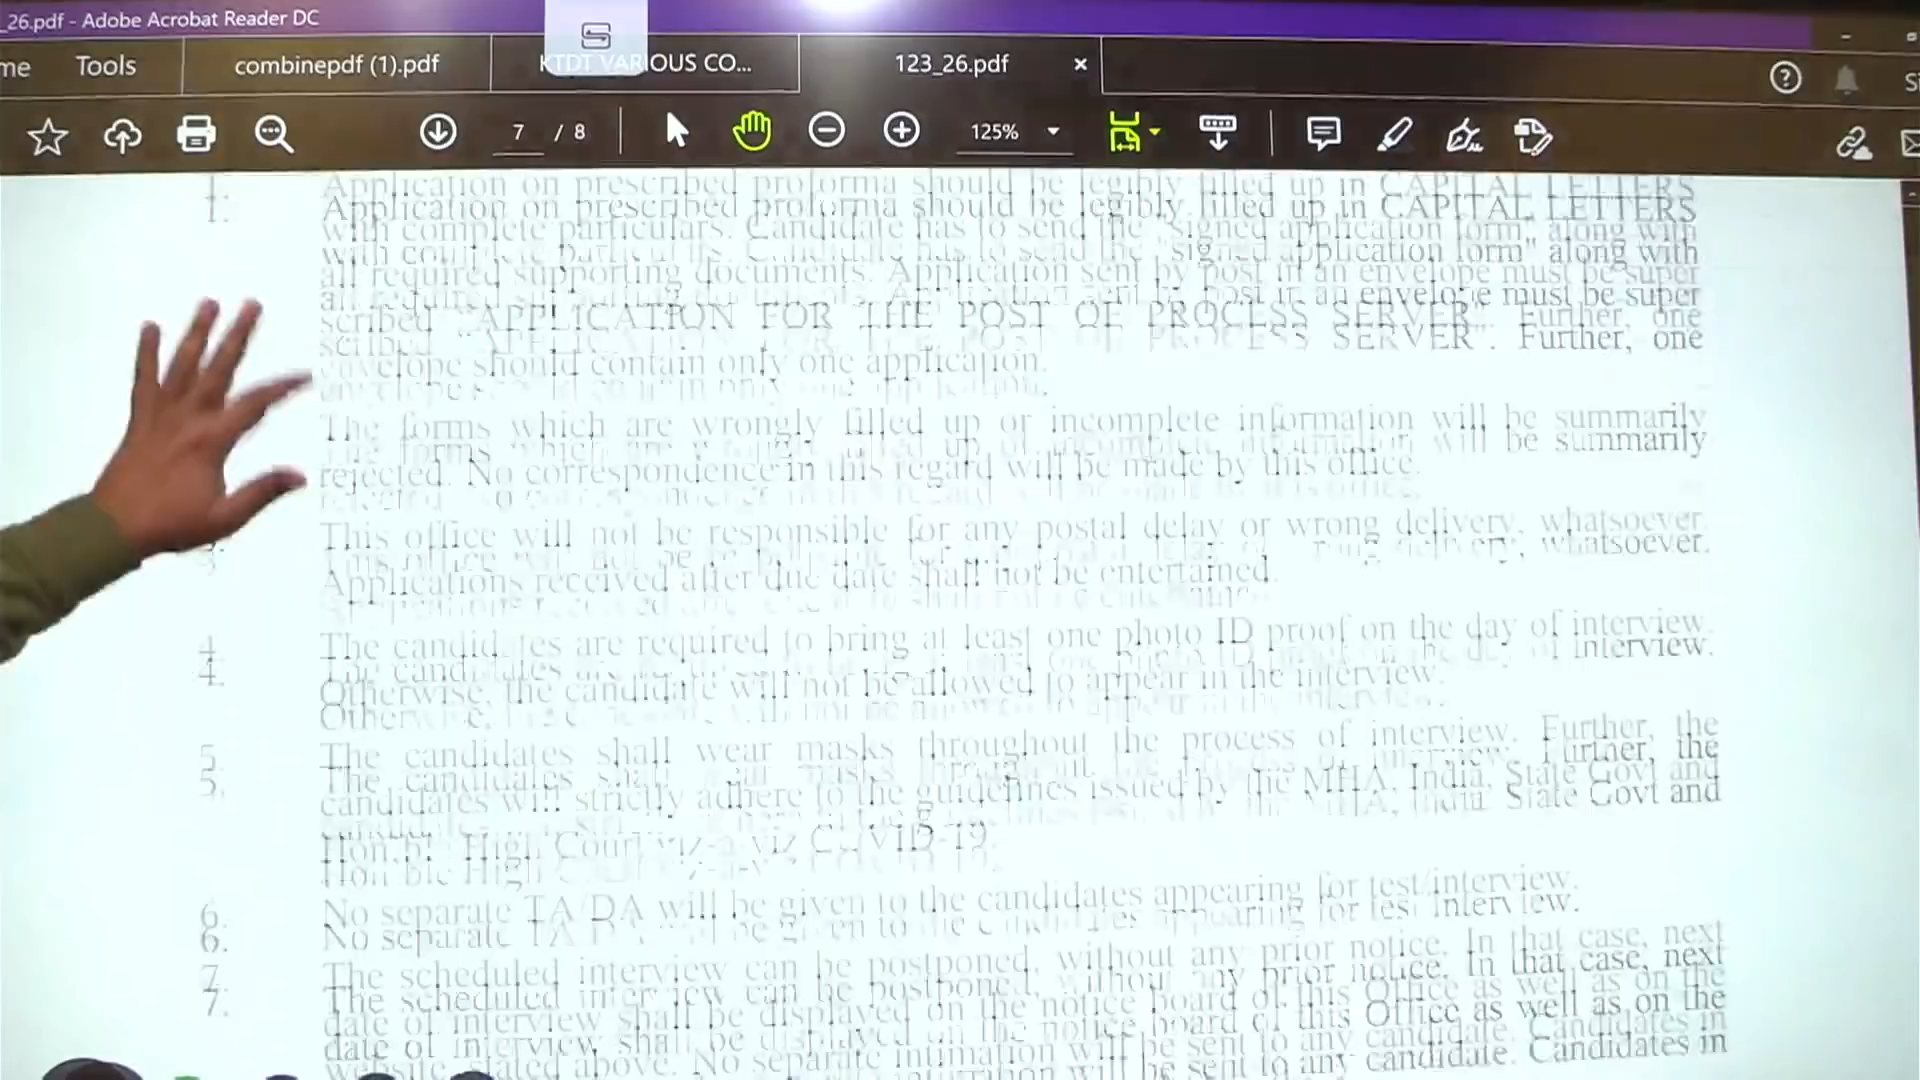 _26.pdf - Adobe Acrobat Reader DC
me Tools combinepdf (1).pdf KTDT VARIOUS CO... 123_26.pdf ×
7 / 8 125%
1. Application on prescribed proforma should be legibly filled up in CAPITAL LETTERS
with complete particulars. Candidate has to send the "signed application form" along with
all required supporting documents. Application sent by post in an envelope must be super
scribed "APPLICATION FOR THE POST OF PROCESS SERVER". Further, one
envelope should contain only one application.
The forms which are wrongly filled up or incomplete information will be summarily
rejected. No correspondence in this regard will be made by this office.
3. This office will not be responsible for any postal delay or wrong delivery, whatsoever.
Applications received after due date shall not be entertained.
4. The candidates are required to bring at least one photo ID proof on the day of interview.
Otherwise, the candidate will not be allowed to appear in the interview.
5. The candidates shall wear masks throughout the process of interview. Further, the
candidates will strictly adhere to the guidelines issued by the MHA, India, State Govt and
Hon'ble High Court viz-a-viz COVID-19.
6. No separate TA/DA will be given to the candidates appearing for test/interview.
7. The scheduled interview can be postponed, without any prior notice. In that case, next
date of interview shall be displayed on the notice board of this Office as well as on the
website stated above. No separate intimation will be sent to any candidate. Candidates in